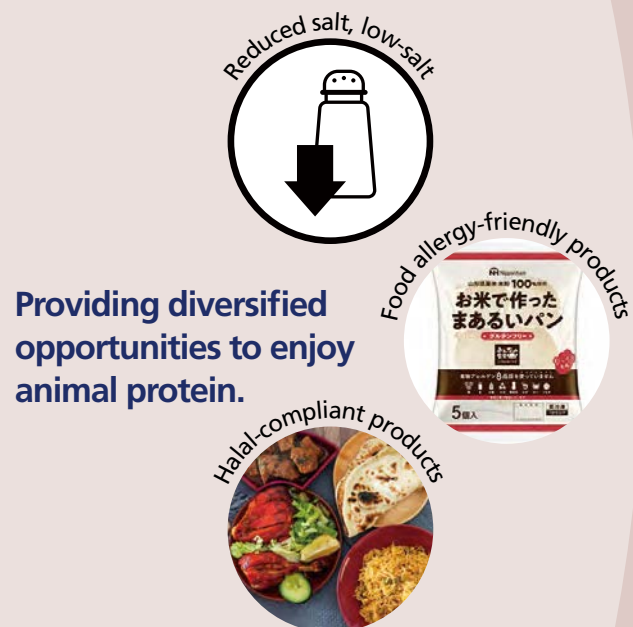 Reduced salt, low-salt
Food allergy-friendly products
NH Nipponham
100%
お米で作った
まあるいパン
グルテンフリー
5個入
Providing diversified
opportunities to enjoy
animal protein.
Halal-compliant products